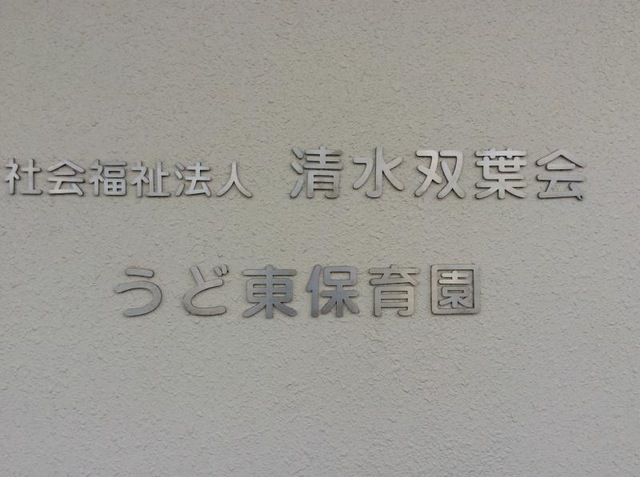 社会福祉法人 清水双葉会
うど東保育園